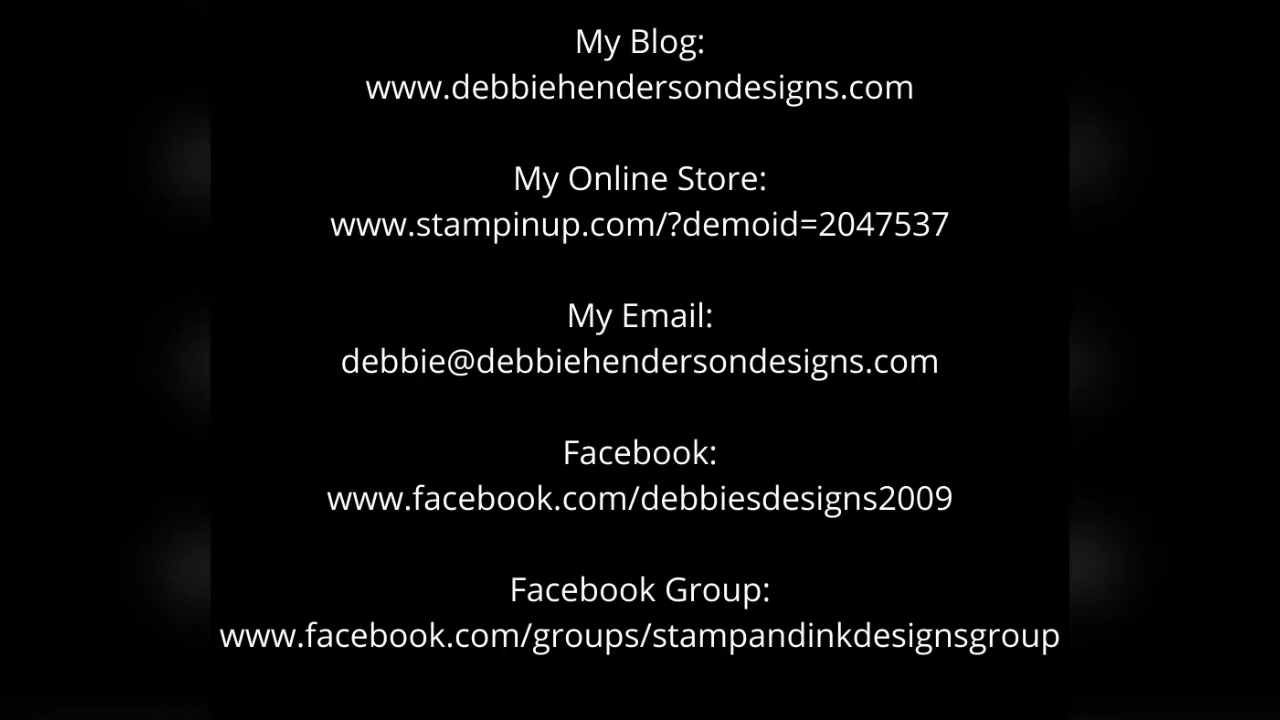 My Blog:
www.debbiehendersondesigns.com
My Online Store:
www.stampinup.com/?demoid=2047537
My Email:
debbie@debbiehendersondesigns.com
Facebook:
www.facebook.com/debbiesdesigns2009
Facebook Group:
www.facebook.com/groups/stampandinkdesignsgroup